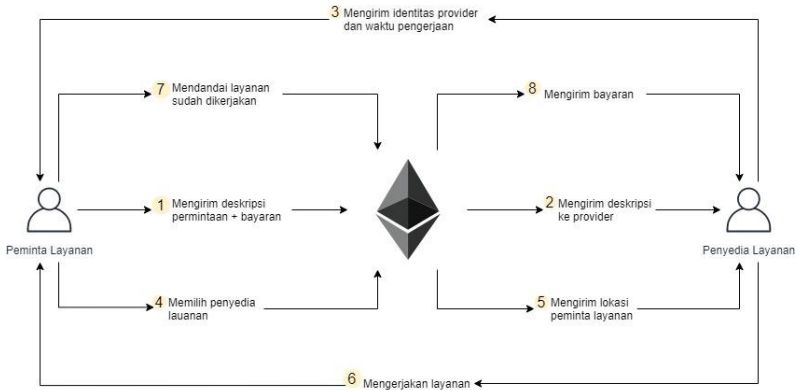 3 Mengirim identitas provider
dan waktu pengerjaan
7 Mendandai layanan
sudah dikerjakan
8 Mengirim bayaran
1 Mengirim deskripsi
permintaan + bayaran
2 Mengirim deskripsi
ke provider
Peminta Layanan
Penyedia Layanan
4 Memilih penyedia
lauanan
5 Mengirim lokasi
peminta layanan
6 Mengerjakan layanan